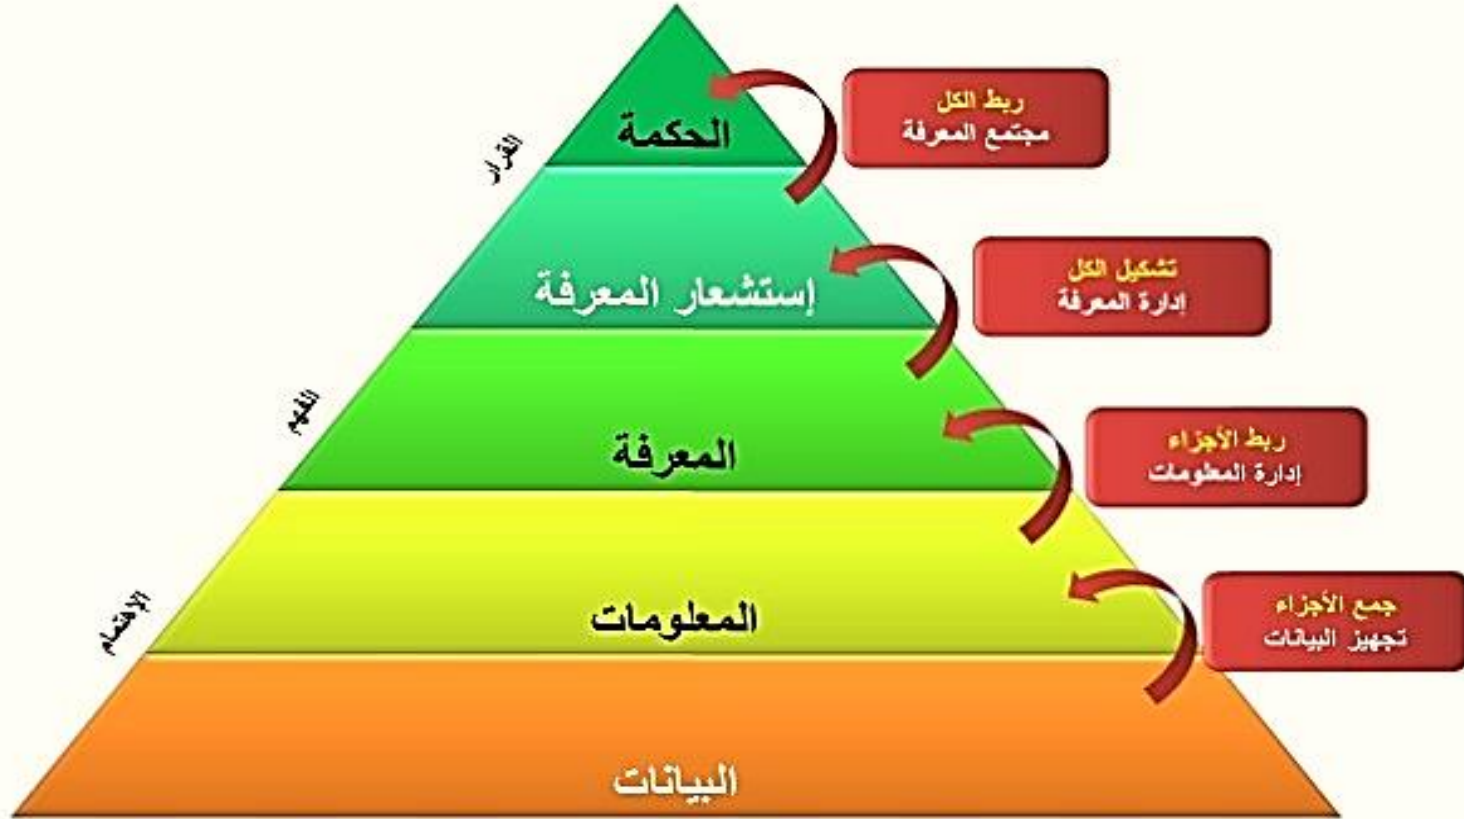 ربط الكل
مجتمع المعرفة
الحكمة
القرار
تشكيل الكل
إدارة المعرفة
إستشعار المعرفة
ربط الأجزاء
إدارة المعلومات
المعرفة
الفهم
جمع الأجزاء
تجهيز البيانات
المعلومات
الإهتمام
البيانات